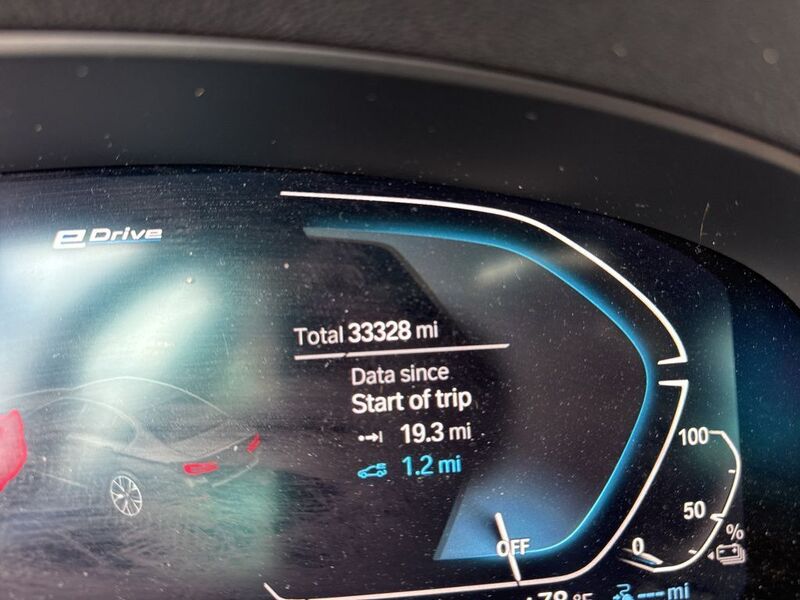 eDrive
Total 33328 mi
Data since
Start of trip
19.3 mi
1.2 mi
100
50
%
0
OFF
+78 °F
--- mi